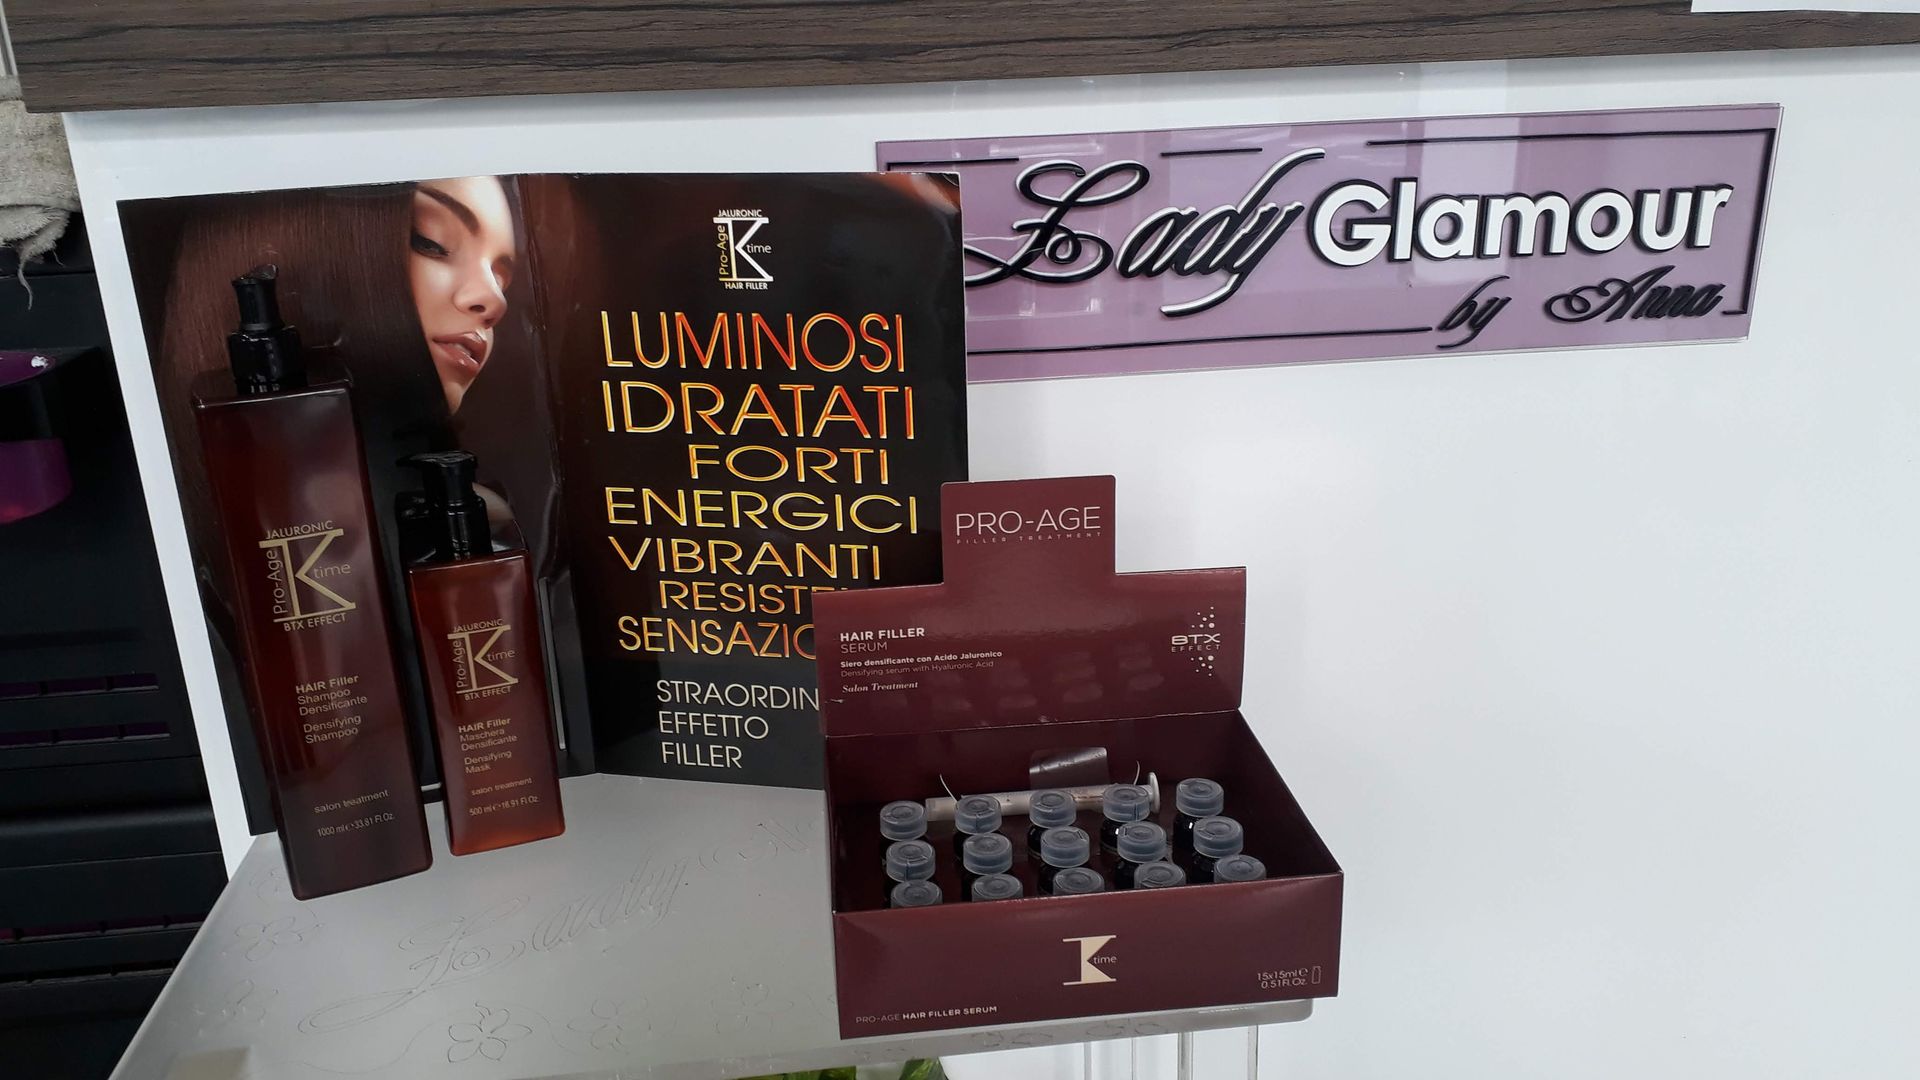 Lady Glamour
by Anna
JALURONIC
Pro-Age
K time
HAIR FILLER
LUMINOSI
IDRATATI
FORTI
ENERGICI
VIBRANTI
SENSAZIO
STRAORDIN
EFFETTO
FILLER
JALURONIC
Pro-Age
K time
BTX EFFECT
HAIR Filler
Shampoo
Densificante
Densifying
Shampoo
salon treatment
1000 ml e 33.81 Fl.Oz.
JALURONIC
Pro-Age
K time
BTX EFFECT
HAIR Filler
Maschera
Densificante
Densifying
Mask
salon treatment
500 ml e 16.91 Fl.Oz.
PRO-AGE
FILLER TREATMENT
HAIR FILLER
SERUM
Siero densificante con Acido Jaluronico
Densifying serum with Hyaluronic Acid
Salon Treatment
BTX
EFFECT
K time
15x15ml e
0.51Fl.Oz.
PRO-AGE HAIR FILLER SERUM
Lady